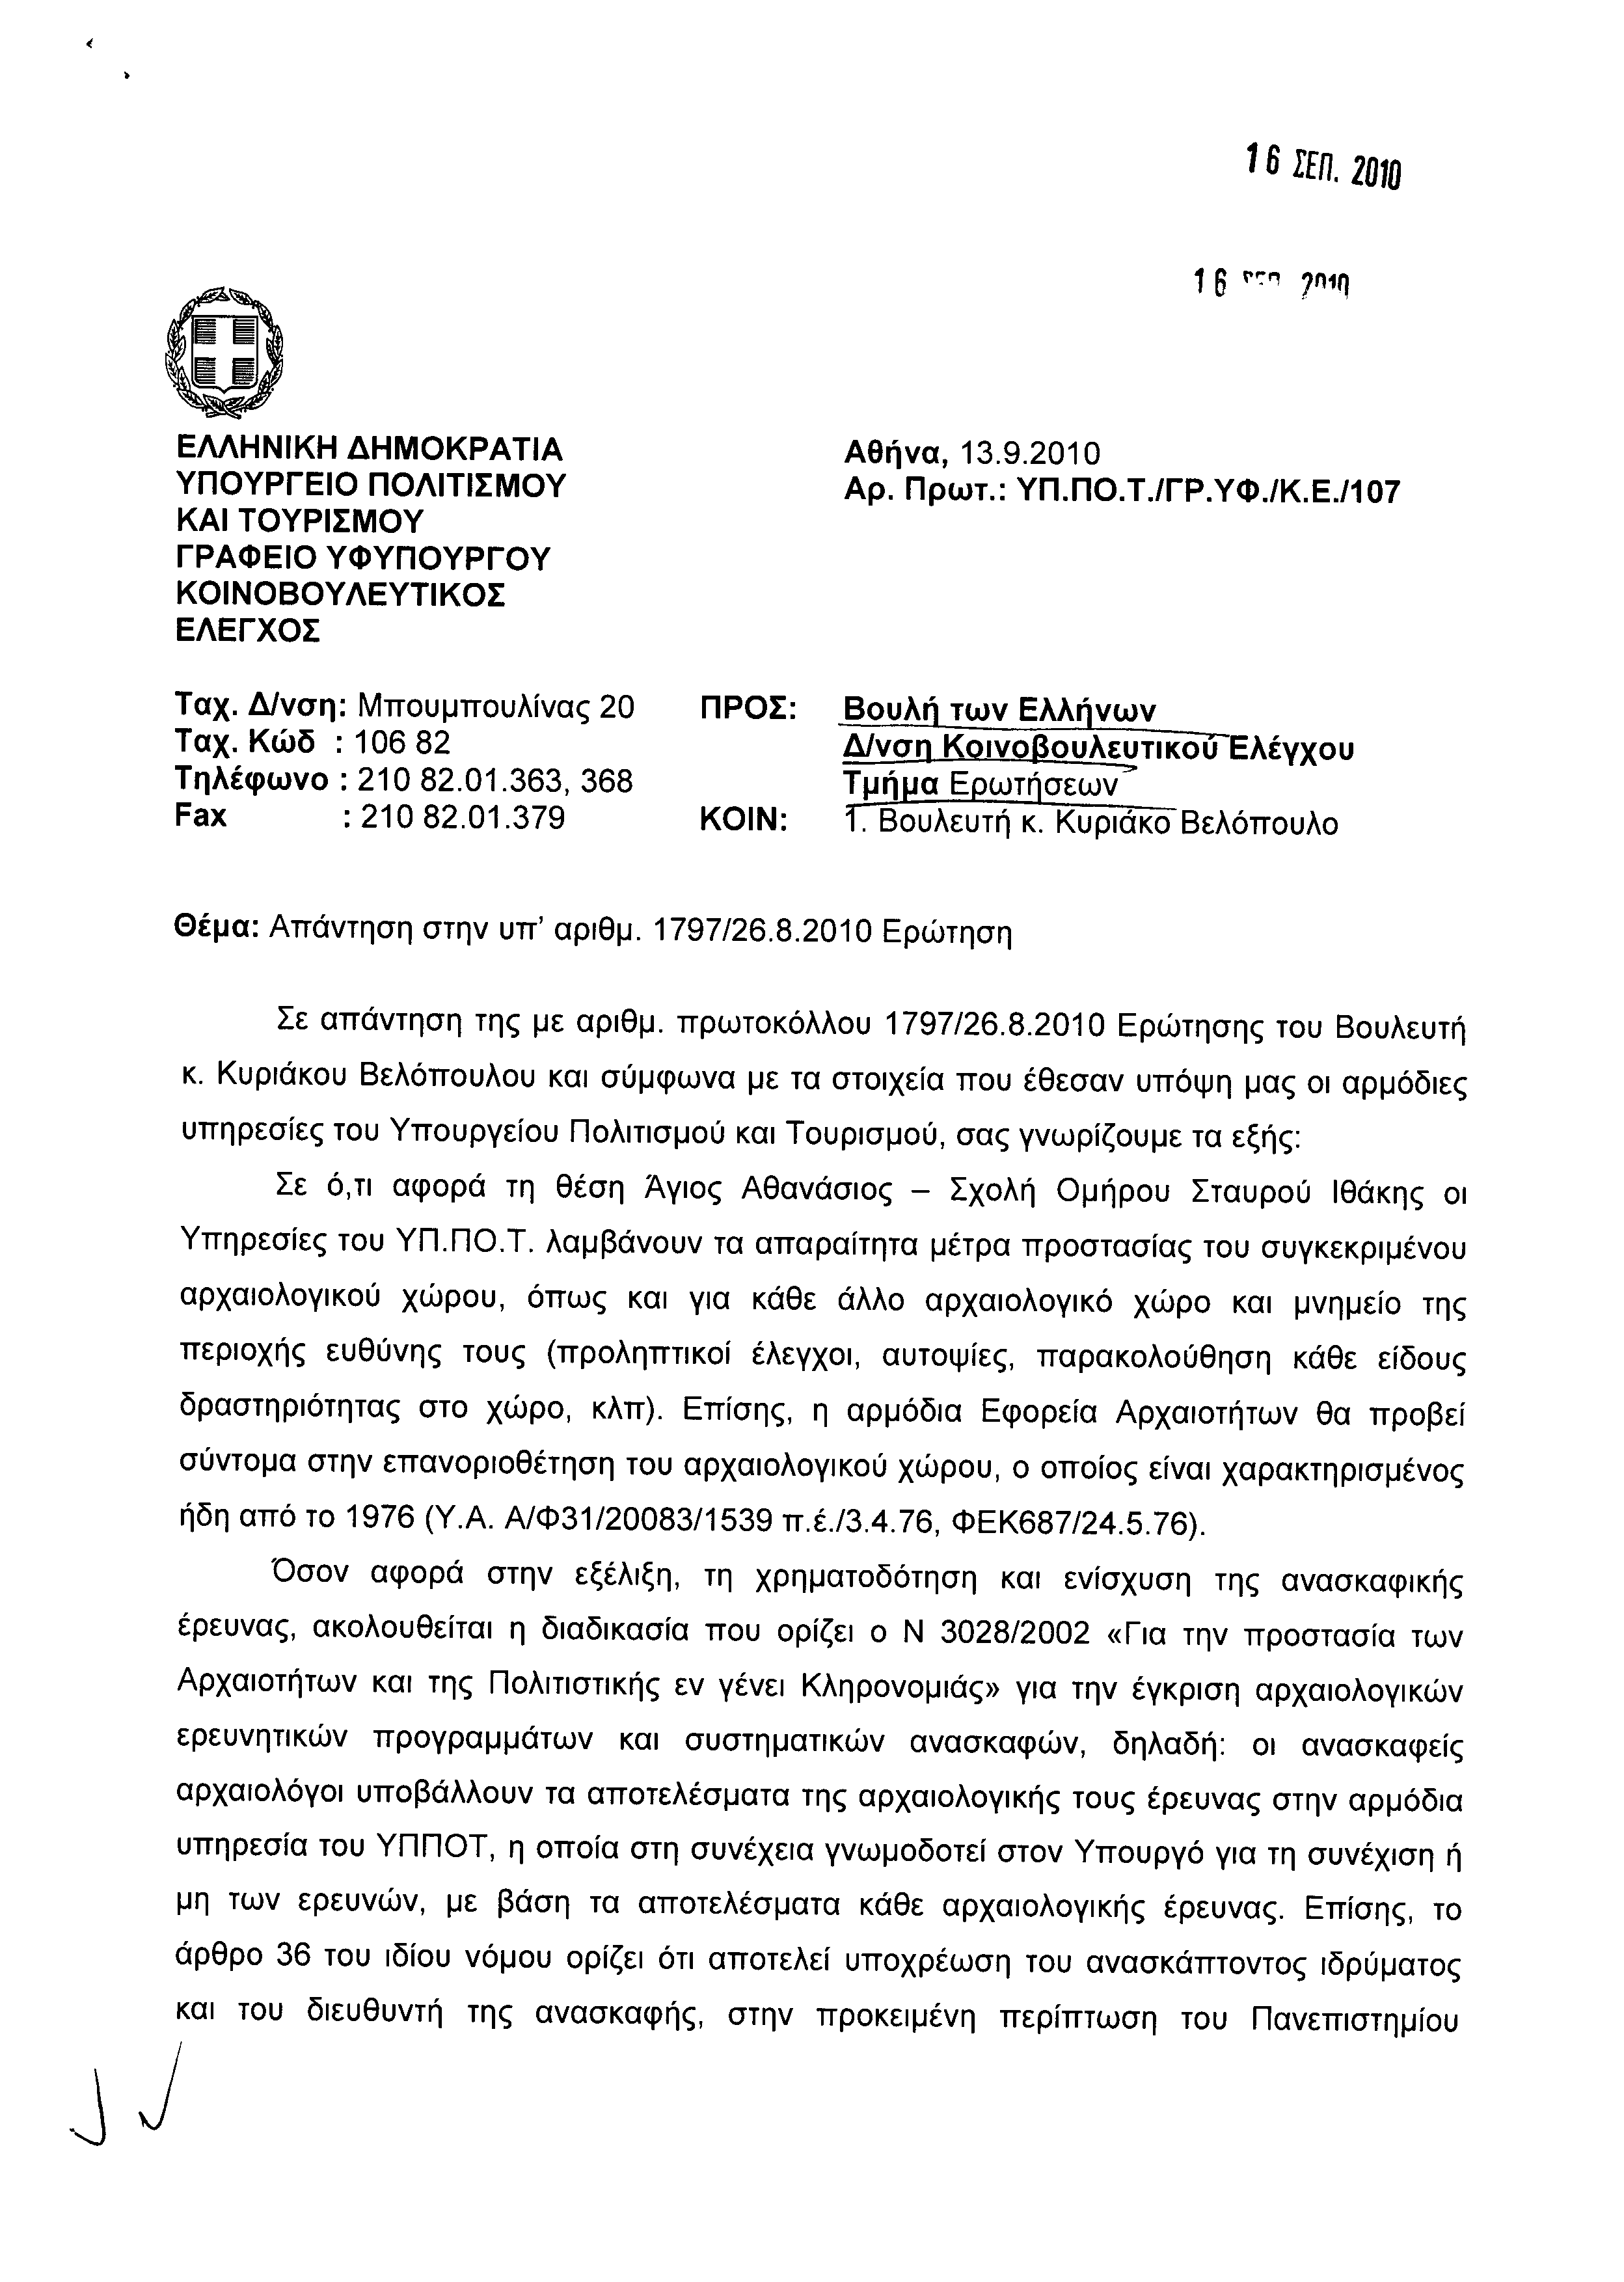 16 ΣΕΠ. 2010
16 ΣΕΠ 2010
ΕΛΛΗΝΙΚΗ ΔΗΜΟΚΡΑΤΙΑ
ΥΠΟΥΡΓΕΙΟ ΠΟΛΙΤΙΣΜΟΥ
ΚΑΙ ΤΟΥΡΙΣΜΟΥ
ΓΡΑΦΕΙΟ ΥΦΥΠΟΥΡΓΟΥ
ΚΟΙΝΟΒΟΥΛΕΥΤΙΚΟΣ
ΕΛΕΓΧΟΣ
Αθήνα, 13.9.2010
Αρ. Πρωτ.: ΥΠ.ΠΟ.Τ./ΓΡ.ΥΦ./Κ.Ε./107
Ταχ. Δ/νση: Μπουμπουλίνας 20
Ταχ. Κώδ : 106 82
Τηλέφωνο : 210 82.01.363, 368
Fax : 210 82.01.379
ΠΡΟΣ: Βουλή των Ελλήνων
Δ/νση Κοινοβουλευτικού Ελέγχου
Τμήμα Ερωτήσεων
ΚΟΙΝ: 1. Βουλευτή κ. Κυριάκο Βελόπουλο
Θέμα: Απάντηση στην υπ’ αριθμ. 1797/26.8.2010 Ερώτηση
Σε απάντηση της με αριθμ. πρωτοκόλλου 1797/26.8.2010 Ερώτησης του Βουλευτή
κ. Κυριάκου Βελόπουλου και σύμφωνα με τα στοιχεία που έθεσαν υπόψη μας οι αρμόδιες
υπηρεσίες του Υπουργείου Πολιτισμού και Τουρισμού, σας γνωρίζουμε τα εξής:
Σε ό,τι αφορά τη θέση Άγιος Αθανάσιος – Σχολή Ομήρου Σταυρού Ιθάκης οι
Υπηρεσίες του ΥΠ.ΠΟ.Τ. λαμβάνουν τα απαραίτητα μέτρα προστασίας του συγκεκριμένου
αρχαιολογικού χώρου, όπως και για κάθε άλλο αρχαιολογικό χώρο και μνημείο της
περιοχής ευθύνης τους (προληπτικοί έλεγχοι, αυτοψίες, παρακολούθηση κάθε είδους
δραστηριότητας στο χώρο, κλπ). Επίσης, η αρμόδια Εφορεία Αρχαιοτήτων θα προβεί
σύντομα στην επανοριοθέτηση του αρχαιολογικού χώρου, ο οποίος είναι χαρακτηρισμένος
ήδη από το 1976 (Υ.Α. Α/Φ31/20083/1539 π.έ./3.4.76, ΦΕΚ687/24.5.76).
Όσον αφορά στην εξέλιξη, τη χρηματοδότηση και ενίσχυση της ανασκαφικής
έρευνας, ακολουθείται η διαδικασία που ορίζει ο Ν 3028/2002 «Για την προστασία των
Αρχαιοτήτων και της Πολιτιστικής εν γένει Κληρονομιάς» για την έγκριση αρχαιολογικών
ερευνητικών προγραμμάτων και συστηματικών ανασκαφών, δηλαδή: οι ανασκαφείς
αρχαιολόγοι υποβάλλουν τα αποτελέσματα της αρχαιολογικής τους έρευνας στην αρμόδια
υπηρεσία του ΥΠΠΟΤ, η οποία στη συνέχεια γνωμοδοτεί στον Υπουργό για τη συνέχιση ή
μη των ερευνών, με βάση τα αποτελέσματα κάθε αρχαιολογικής έρευνας. Επίσης, το
άρθρο 36 του ιδίου νόμου ορίζει ότι αποτελεί υποχρέωση του ανασκάπτοντος ιδρύματος
και του διευθυντή της ανασκαφής, στην προκειμένη περίπτωση του Πανεπιστημίου